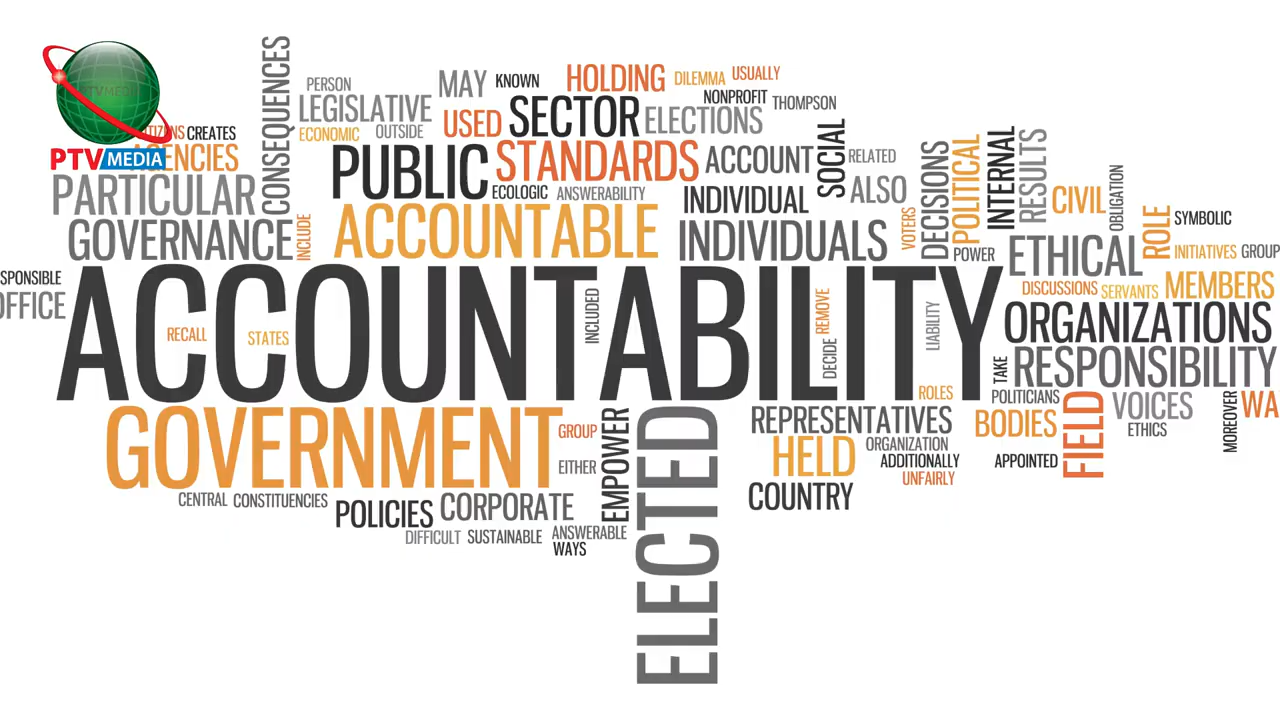 PTVMEDIA
PTV MEDIA
CONSEQUENCES
PERSON
MAY
KNOWN
HOLDING
DILEMMA
USUALLY
LEGISLATIVE
NONPROFIT
THOMPSON
ECONOMIC
OUTSIDE
USED
SECTOR
ELECTIONS
CREATES
AGENCIES
PUBLIC
STANDARDS
ACCOUNT
SOCIAL
RELATED
DECISIONS
POLITICAL
INTERNAL
RESULTS
PARTICULAR
ECOLOGIC
ANSWERABILITY
INDIVIDUAL
ALSO
CIVIL
OBLIGATION
GOVERNANCE
INCLUDE
ACCOUNTABLE
INDIVIDUALS
VOTERS
POWER
ETHICAL
ROLE
SYMBOLIC
INITIATIVES
GROUP
SPONSIBLE
OFFICE
ACCOUNTABILITY
RECALL
STATES
INCLUDED
DECIDE
REMOVE
LIABILITY
DISCUSSIONS
SERVANTS
MEMBERS
ORGANIZATIONS
TAKE
RESPONSIBILITY
ROLES
POLITICIANS
GOVERNMENT
GROUP
EITHER
EMPOWER
ELECTED
REPRESENTATIVES
BODIES
FIELD
VOICES
ETHICS
MOREOVER
WA
HELD
ORGANIZATION
ADDITIONALLY
UNFAIRLY
APPOINTED
COUNTRY
CENTRAL
CONSTITUENCIES
POLICIES
CORPORATE
DIFFICULT
SUSTAINABLE
ANSWERABLE
WAYS